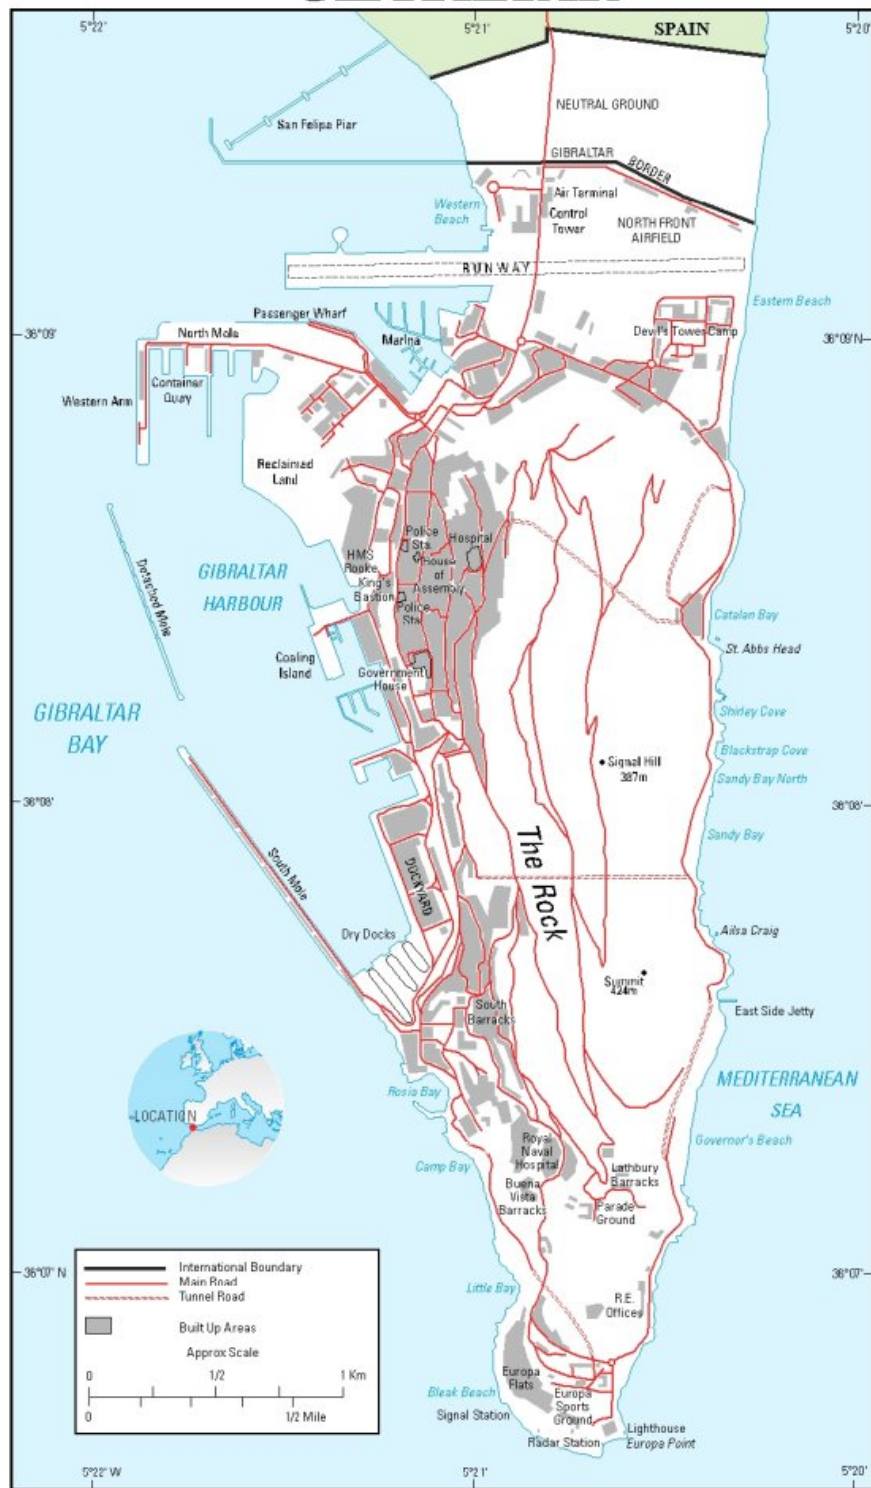 5°22'
5°21'
5°20'
SPAIN
NEUTRAL GROUND
San Felipe Pier
GIBRALTAR
BORDER
Air Terminal
Western
Beach
Control
Tower
NORTH FRONT
AIRFIELD
RUNWAY
Eastern Beach
Passenger Wharf
North Mole
Marina
Devil's Tower Camp
36°09'
36°09'N
Container
Quay
Western Arm
Reclaimed
Land
Police
Sta.
Hospital
HMS
Rooke
House
of
Assembly
King's
Bastion
Police
Sta.
GIBRALTAR
HARBOUR
Detached Mole
Catalan Bay
St. Abbs Head
Coaling
Island
Government
House
GIBRALTAR
BAY
Shirley Cove
Blackstrap Cove
Signal Hill
387m
Sandy Bay North
36°08'
36°08'
Sandy Bay
The Rock
South Mole
DOCKYARD
Dry Docks
Ailsa Craig
Summit
424m
South
Barracks
East Side Jetty
MEDITERRANEAN
SEA
Rosia Bay
LOCATION
Governor's Beach
Royal
Naval
Hospital
Camp Bay
Lathbury
Barracks
Buena
Vista
Barracks
Parade
Ground
International Boundary
Main Road
Tunnel Road
Built Up Areas
Approx Scale
0 1/2 1 Km
0 1/2 Mile
36°07' N
36°07'
Little Bay
R.E.
Offices
Europa
Flats
Europa
Sports
Ground
Bleak Beach
Signal Station
Radar Station
Lighthouse
Europa Point
5°22' W
5°21'
5°20'